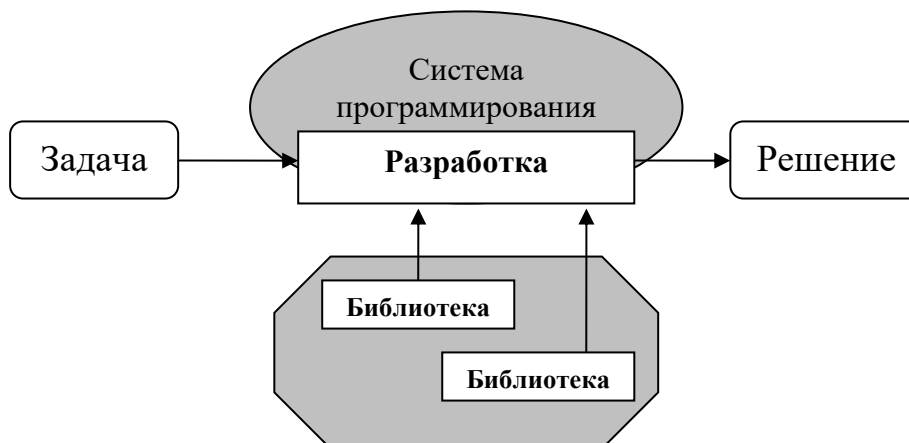 Система
программирования
Задача
Разработка
Решение
Библиотека
Библиотека